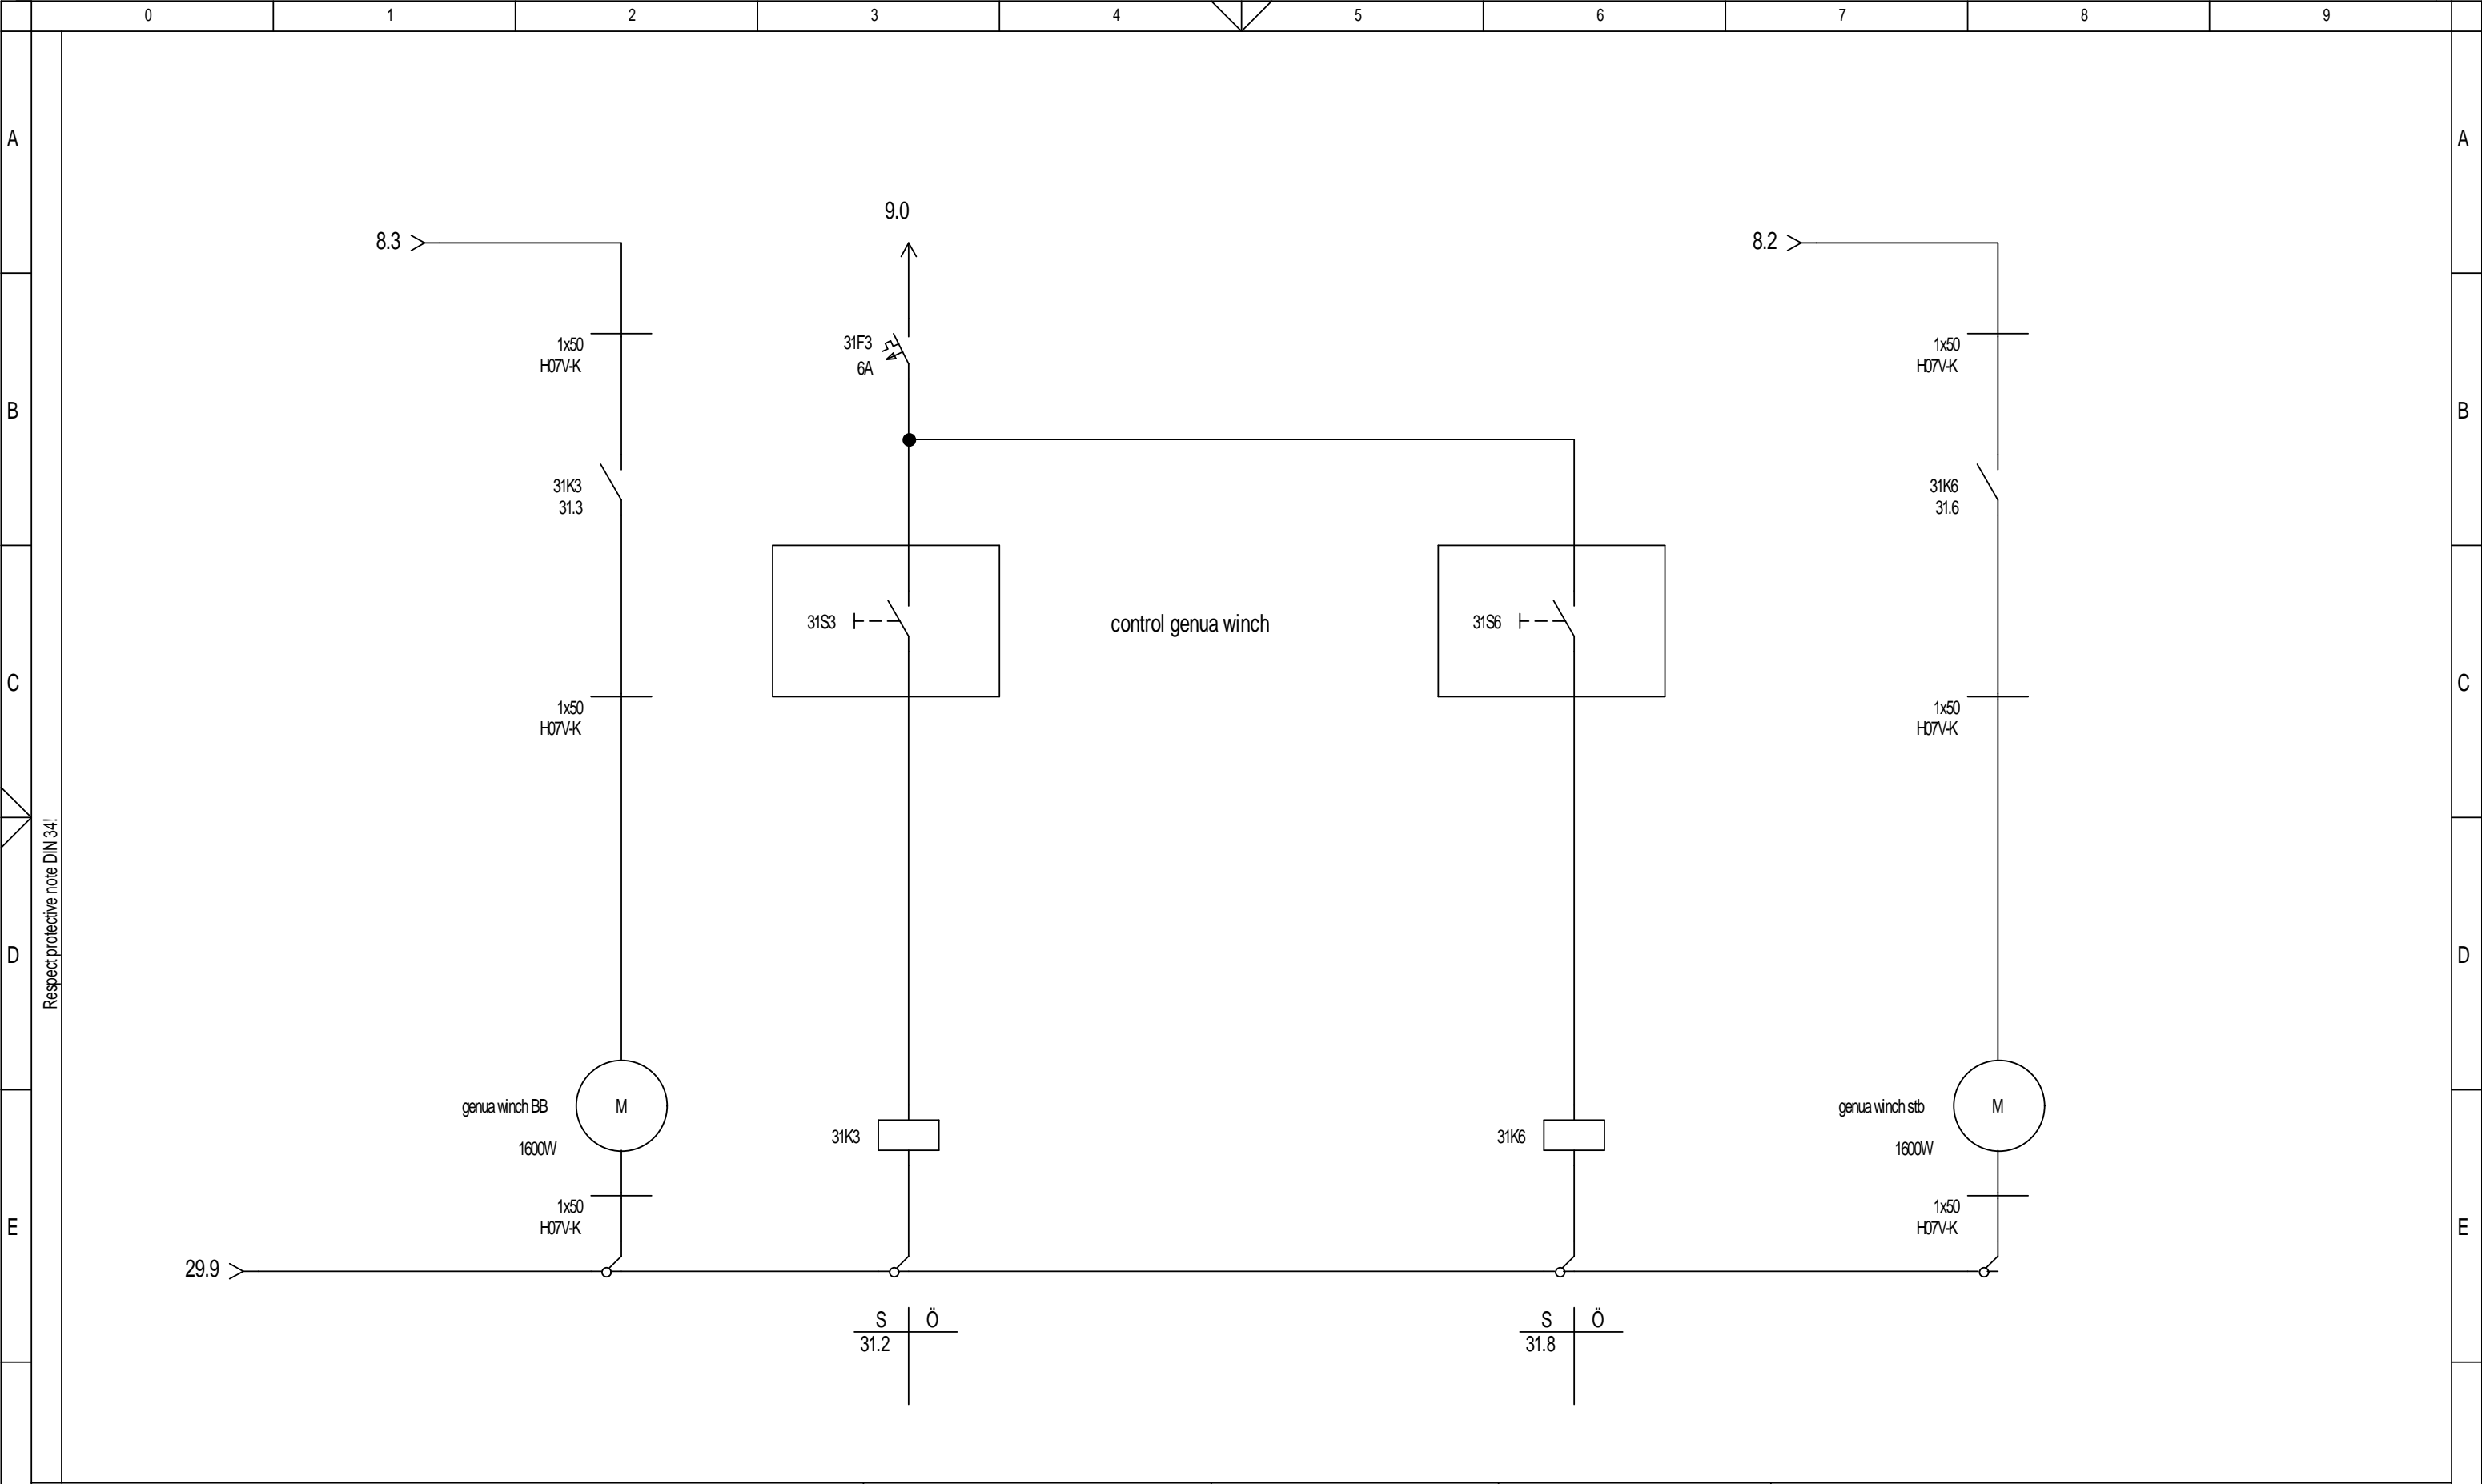 0 1 2 3 4 5 6 7 8 9
A A
9.0
8.3 8.2
31F3
6A
1x50 1x50
H07V-K H07V-K
B B
31K3 31K6
31.3 31.6
31S3 control genua winch 31S6
C C
1x50 1x50
H07V-K H07V-K
Respect protective note DIN 34!
D D
genua winch BB M genua winch stb M
31K3 31K6
1600W 1600W
1x50 1x50
H07V-K H07V-K
E E
29.9
S Ö S Ö
31.2 31.8